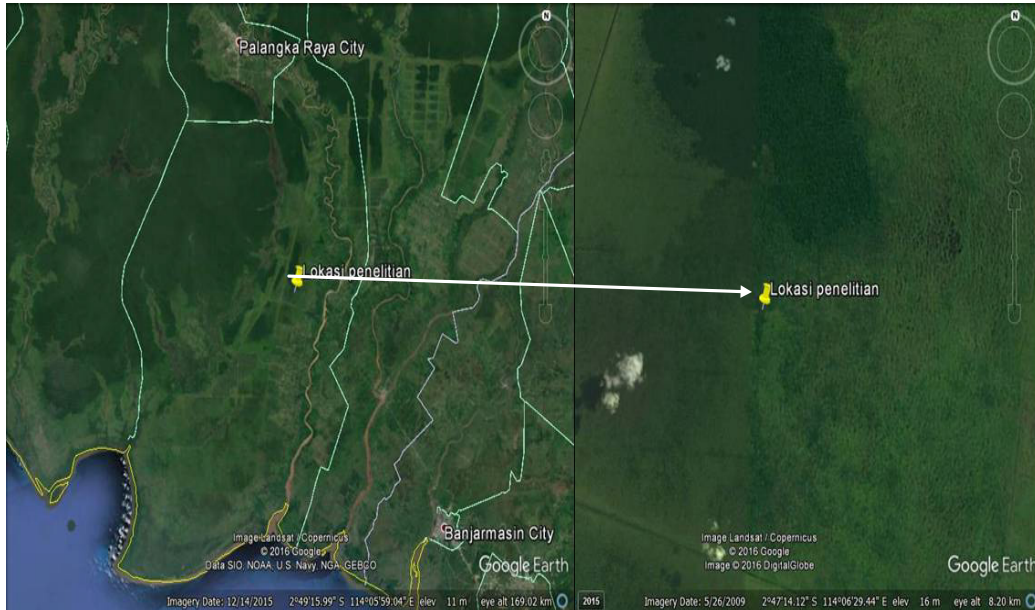 N
Palangka Raya City
Lokasi penelitian
Banjarmasin City
Image Landsat / Copernicus
© 2016 Google
Data SIO, NOAA, U.S. Navy, NGA, GEBCO
Google Earth
Imagery Date: 12/14/2015 2°49'15.99" S 114°05'59.04" E elev 11 m eye alt 169.02 km
N
Lokasi penelitian
Image Landsat / Copernicus
© 2016 Google
Image © 2016 DigitalGlobe
Google Earth
2015 Imagery Date: 5/26/2009 2°47'14.12" S 114°06'29.44" E elev 16 m eye alt 8.20 km